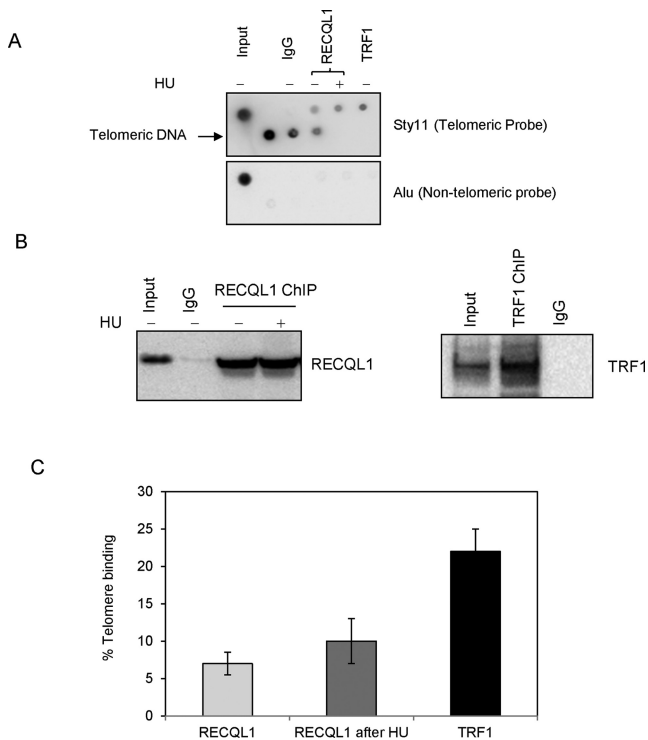 A
Input
IgG
RECQL1
TRF1
HU – – – + –
Telomeric DNA
Sty11 (Telomeric Probe)
Alu (Non-telomeric probe)
B
Input
IgG
RECQL1 ChIP
HU – – – +
RECQL1
Input
TRF1 ChIP
IgG
TRF1
C
% Telomere binding
30
25
20
15
10
5
0
RECQL1
RECQL1 after HU
TRF1